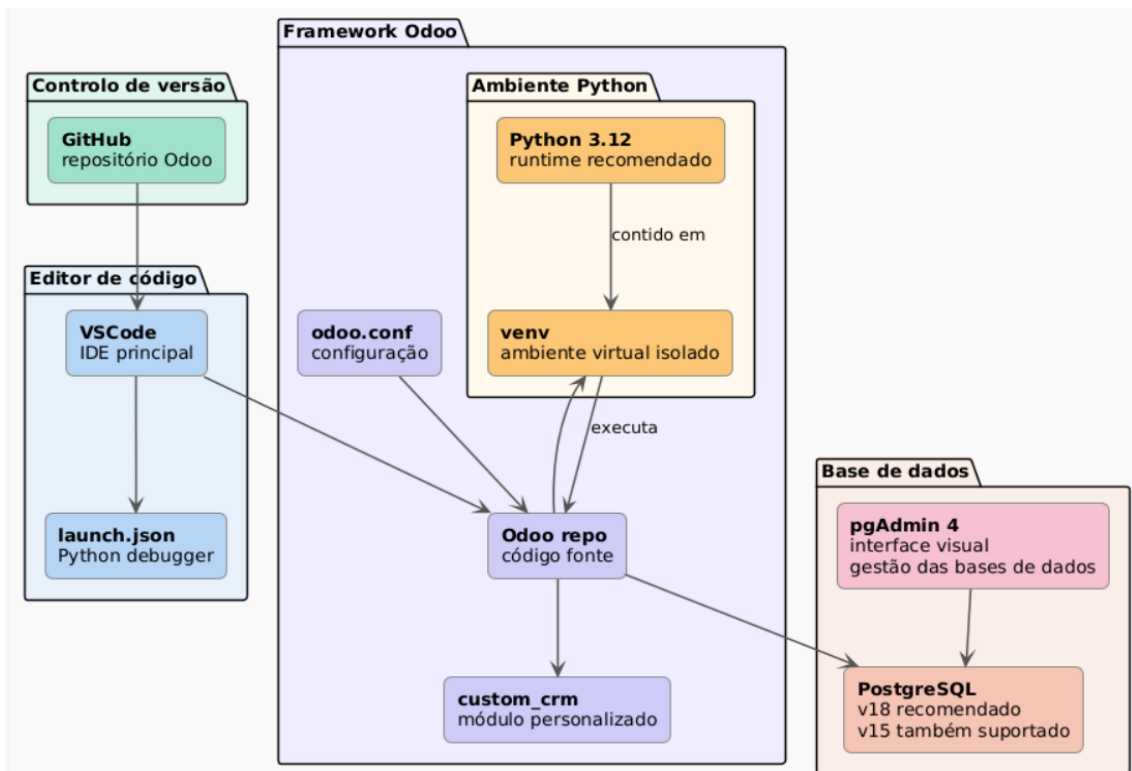 Framework Odoo
Controlo de versão
GitHub
repositório Odoo
Ambiente Python
Python 3.12
runtime recomendado
contido em
Editor de código
VSCode
IDE principal
odoo.conf
configuração
venv
ambiente virtual isolado
executa
launch.json
Python debugger
Odoo repo
código fonte
Base de dados
pgAdmin 4
interface visual
gestão das bases de dados
custom_crm
módulo personalizado
PostgreSQL
v18 recomendado
v15 também suportado